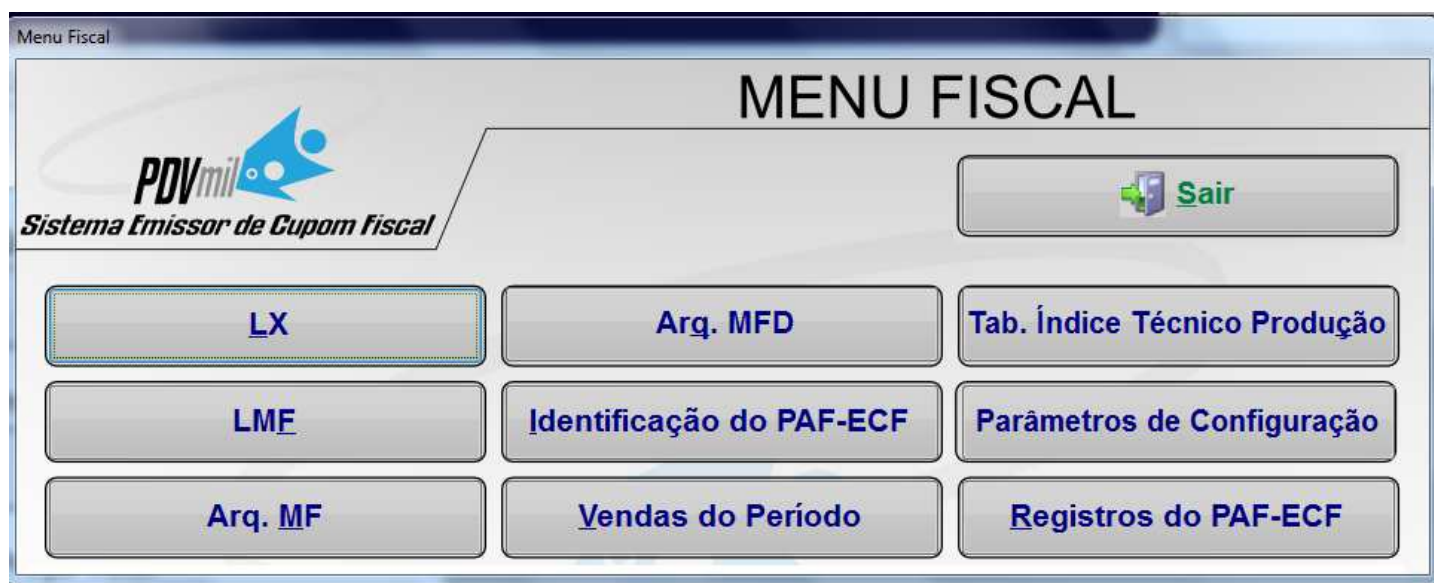 Menu Fiscal
MENU FISCAL
PDVmil
Sistema Emissor de Cupom Fiscal
Sair
LX
Arq. MFD
Tab. Índice Técnico Produção
LMF
Identificação do PAF-ECF
Parâmetros de Configuração
Arq. MF
Vendas do Período
Registros do PAF-ECF